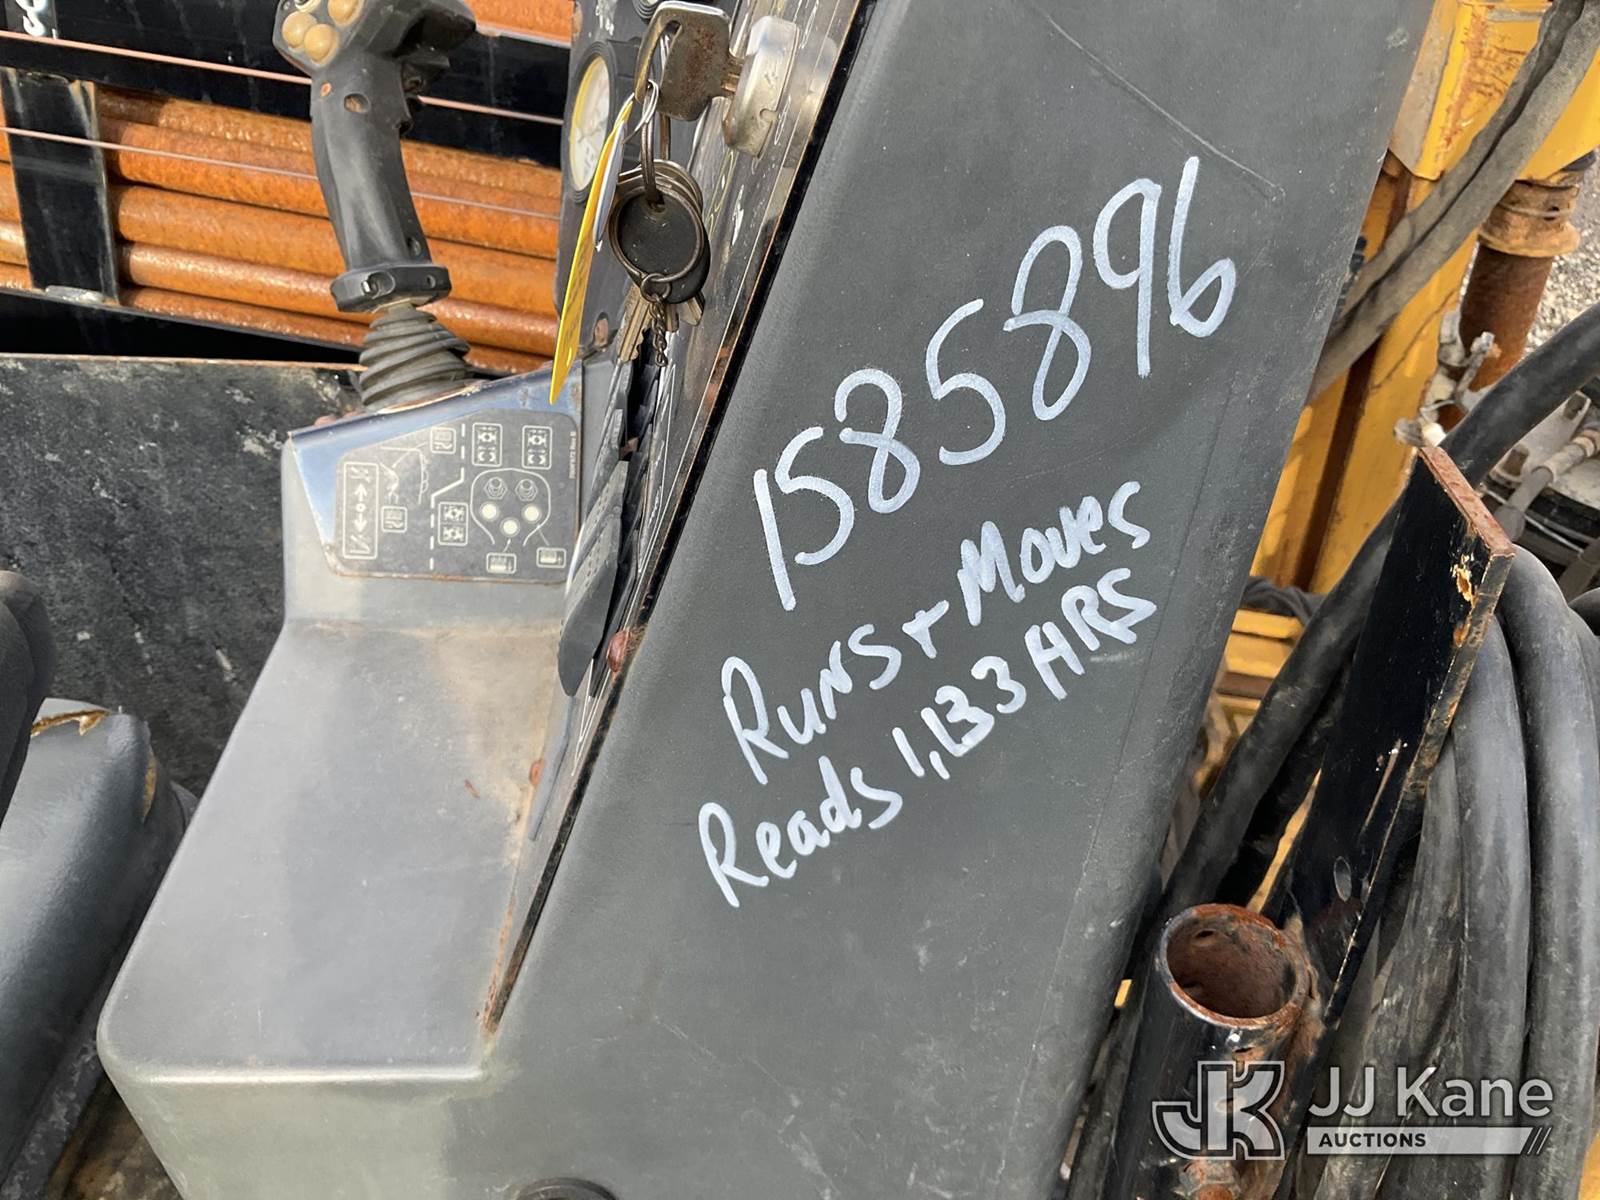 1585896
Runs + Moves
Reads 1,133 HRS
JJ Kane
AUCTIONS